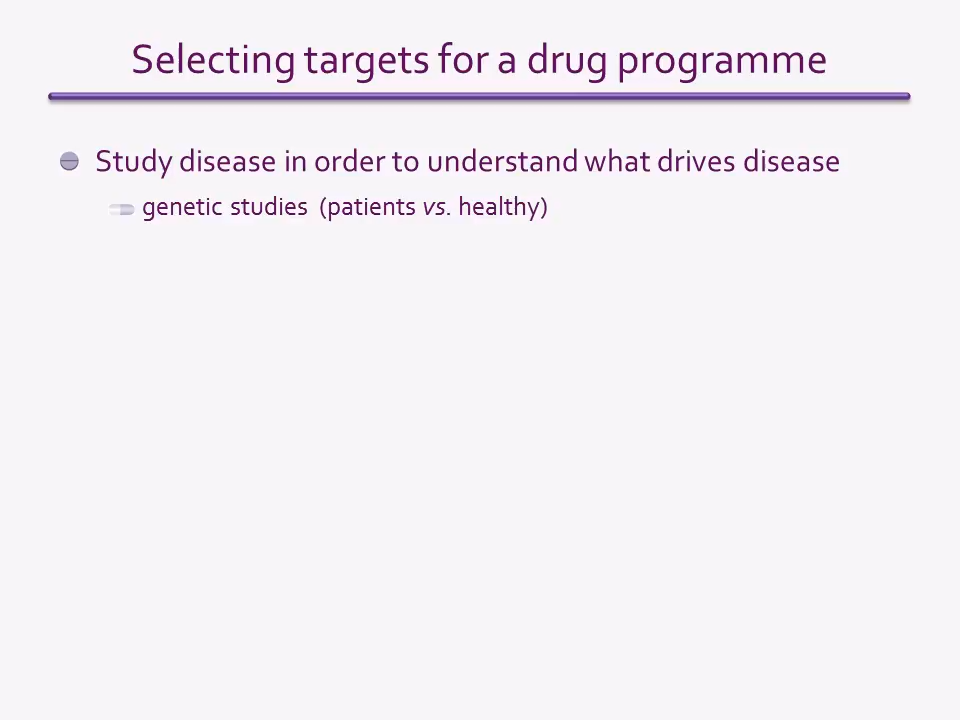 Selecting targets for a drug programme
Study disease in order to understand what drives disease
genetic studies (patients vs. healthy)